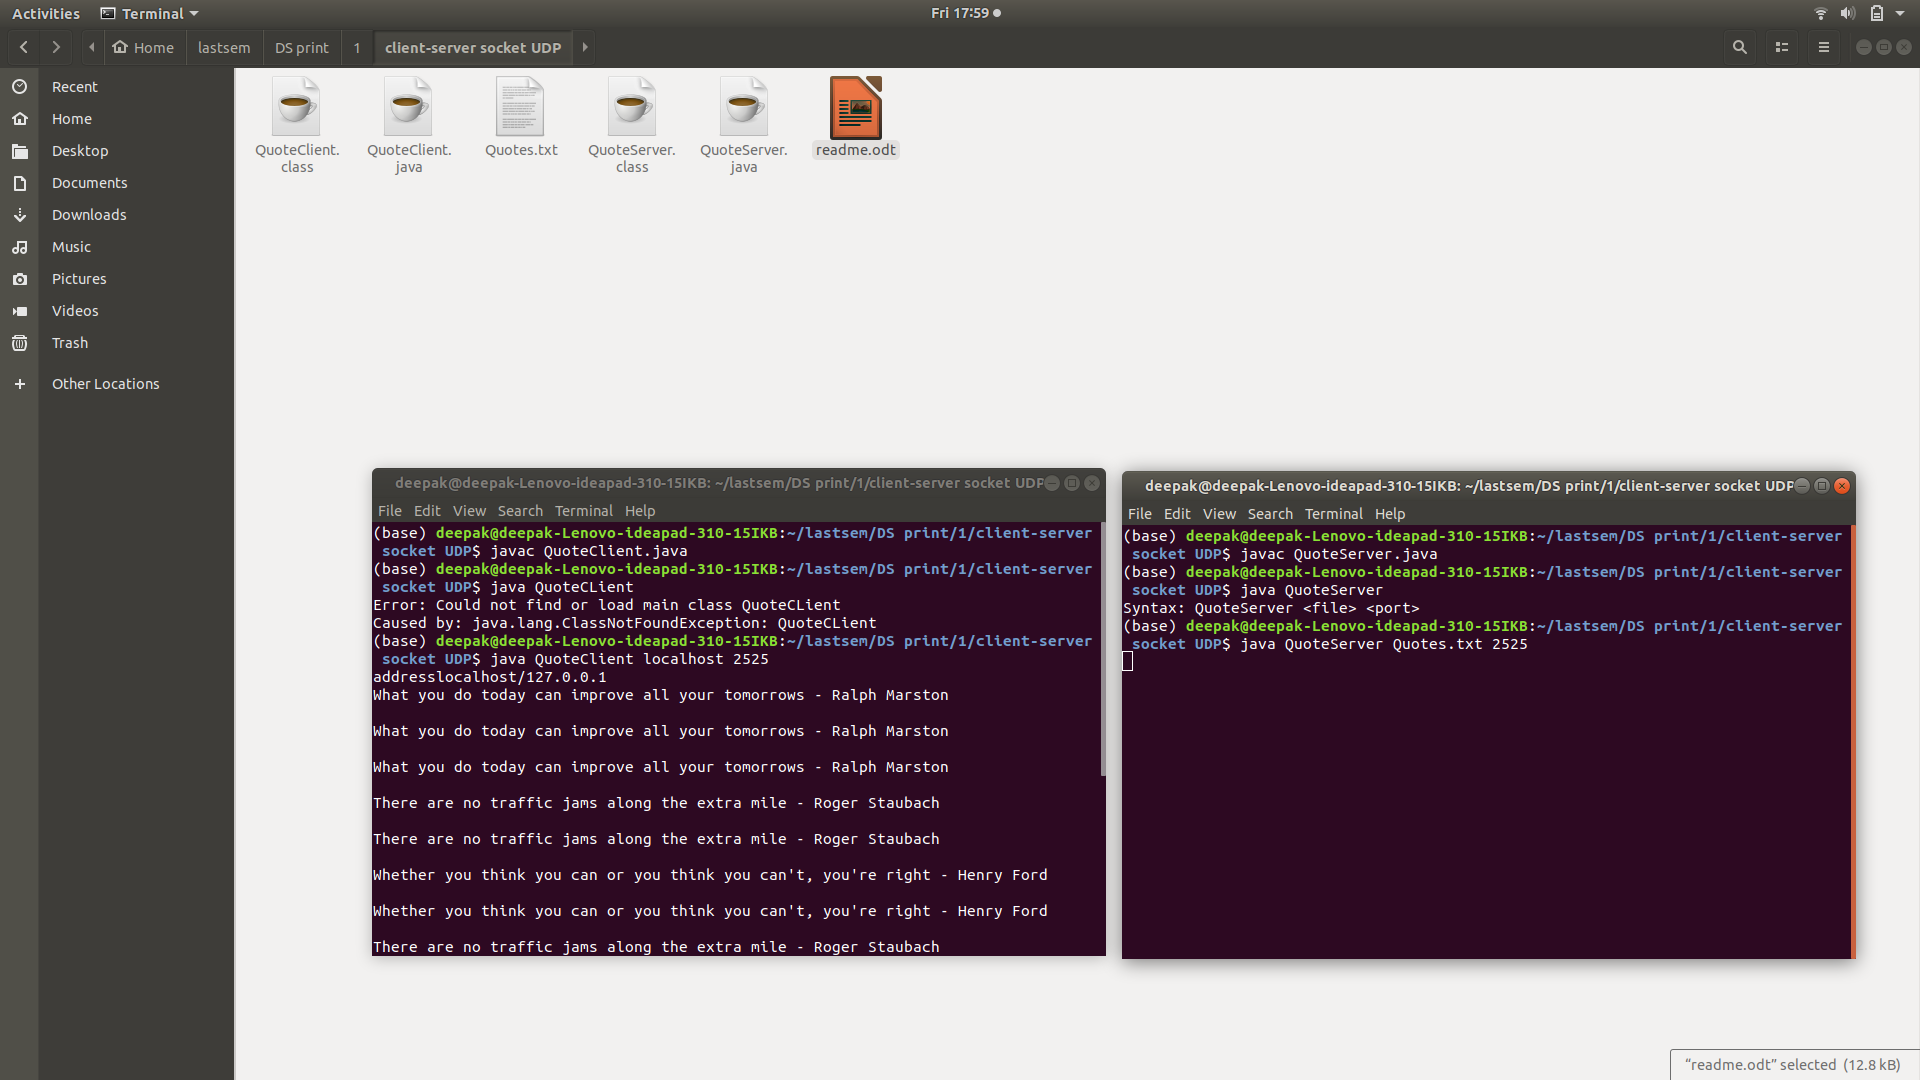 Activities Terminal Fri 17:59
Home lastsem DS print 1 client-server socket UDP
Recent
Home
Desktop
Documents
Downloads
Music
Pictures
Videos
Trash
Other Locations
QuoteClient. QuoteClient. Quotes.txt QuoteServer. QuoteServer. readme.odt
class java class java
deepak@deepak-Lenovo-ideapad-310-15IKB: ~/lastsem/DS print/1/client-server socket UDP
File Edit View Search Terminal Help
(base) deepak@deepak-Lenovo-ideapad-310-15IKB:~/lastsem/DS print/1/client-server
socket UDP$ javac QuoteClient.java
(base) deepak@deepak-Lenovo-ideapad-310-15IKB:~/lastsem/DS print/1/client-server
socket UDP$ java QuoteCLient
Error: Could not find or load main class QuoteCLient
Caused by: java.lang.ClassNotFoundException: QuoteCLient
(base) deepak@deepak-Lenovo-ideapad-310-15IKB:~/lastsem/DS print/1/client-server
socket UDP$ java QuoteClient localhost 2525
addresslocalhost/127.0.0.1
What you do today can improve all your tomorrows - Ralph Marston
What you do today can improve all your tomorrows - Ralph Marston
What you do today can improve all your tomorrows - Ralph Marston
There are no traffic jams along the extra mile - Roger Staubach
There are no traffic jams along the extra mile - Roger Staubach
Whether you think you can or you think you can't, you're right - Henry Ford
Whether you think you can or you think you can't, you're right - Henry Ford
There are no traffic jams along the extra mile - Roger Staubach
deepak@deepak-Lenovo-ideapad-310-15IKB: ~/lastsem/DS print/1/client-server socket UDP
File Edit View Search Terminal Help
(base) deepak@deepak-Lenovo-ideapad-310-15IKB:~/lastsem/DS print/1/client-server
socket UDP$ javac QuoteServer.java
(base) deepak@deepak-Lenovo-ideapad-310-15IKB:~/lastsem/DS print/1/client-server
socket UDP$ java QuoteServer
Syntax: QuoteServer <file> <port>
(base) deepak@deepak-Lenovo-ideapad-310-15IKB:~/lastsem/DS print/1/client-server
socket UDP$ java QuoteServer Quotes.txt 2525
“readme.odt” selected (12.8 kB)